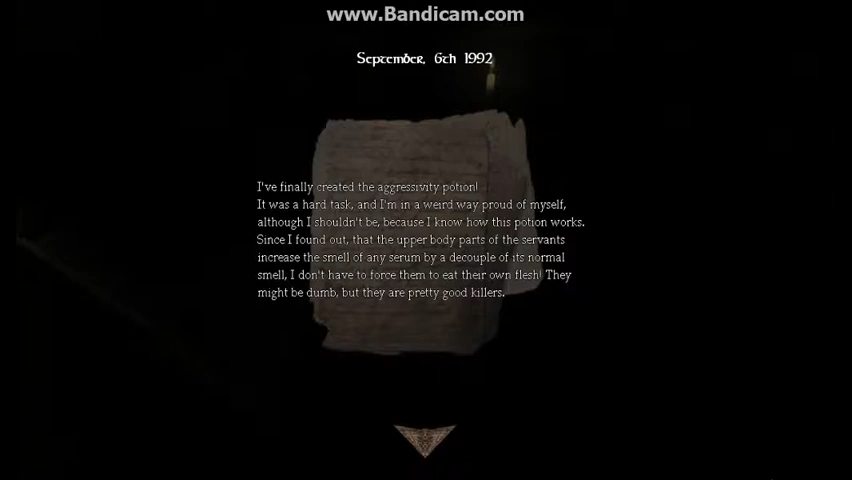 www.Bandicam.com
September, 6th 1992
I've finally created the aggressivity potion!
It was a hard task, and I'm in a weird way proud of myself,
although I shouldn't be, because I know how this potion works.
Since I found out, that the upper body parts of the servants
increase the smell of any serum by a decouple of its normal
smell, I don't have to force them to eat their own flesh! They
might be dumb, but they are pretty good killers.